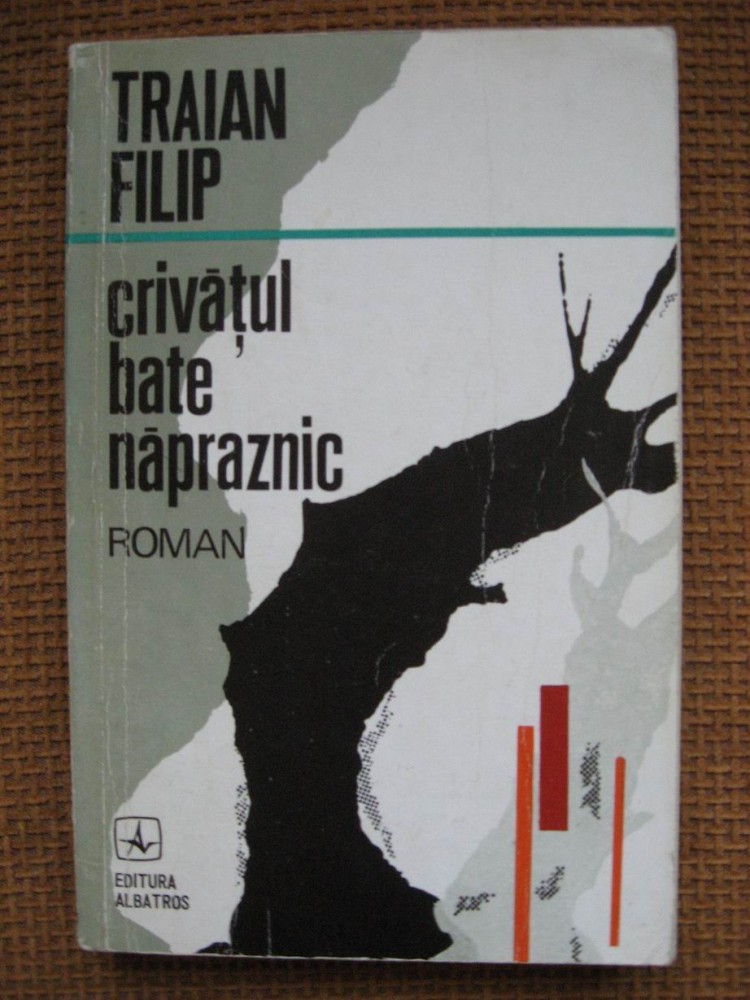 TRAIAN
FILIP
crivățul
bate
năpraznic
ROMAN
EDITURA
ALBATROS